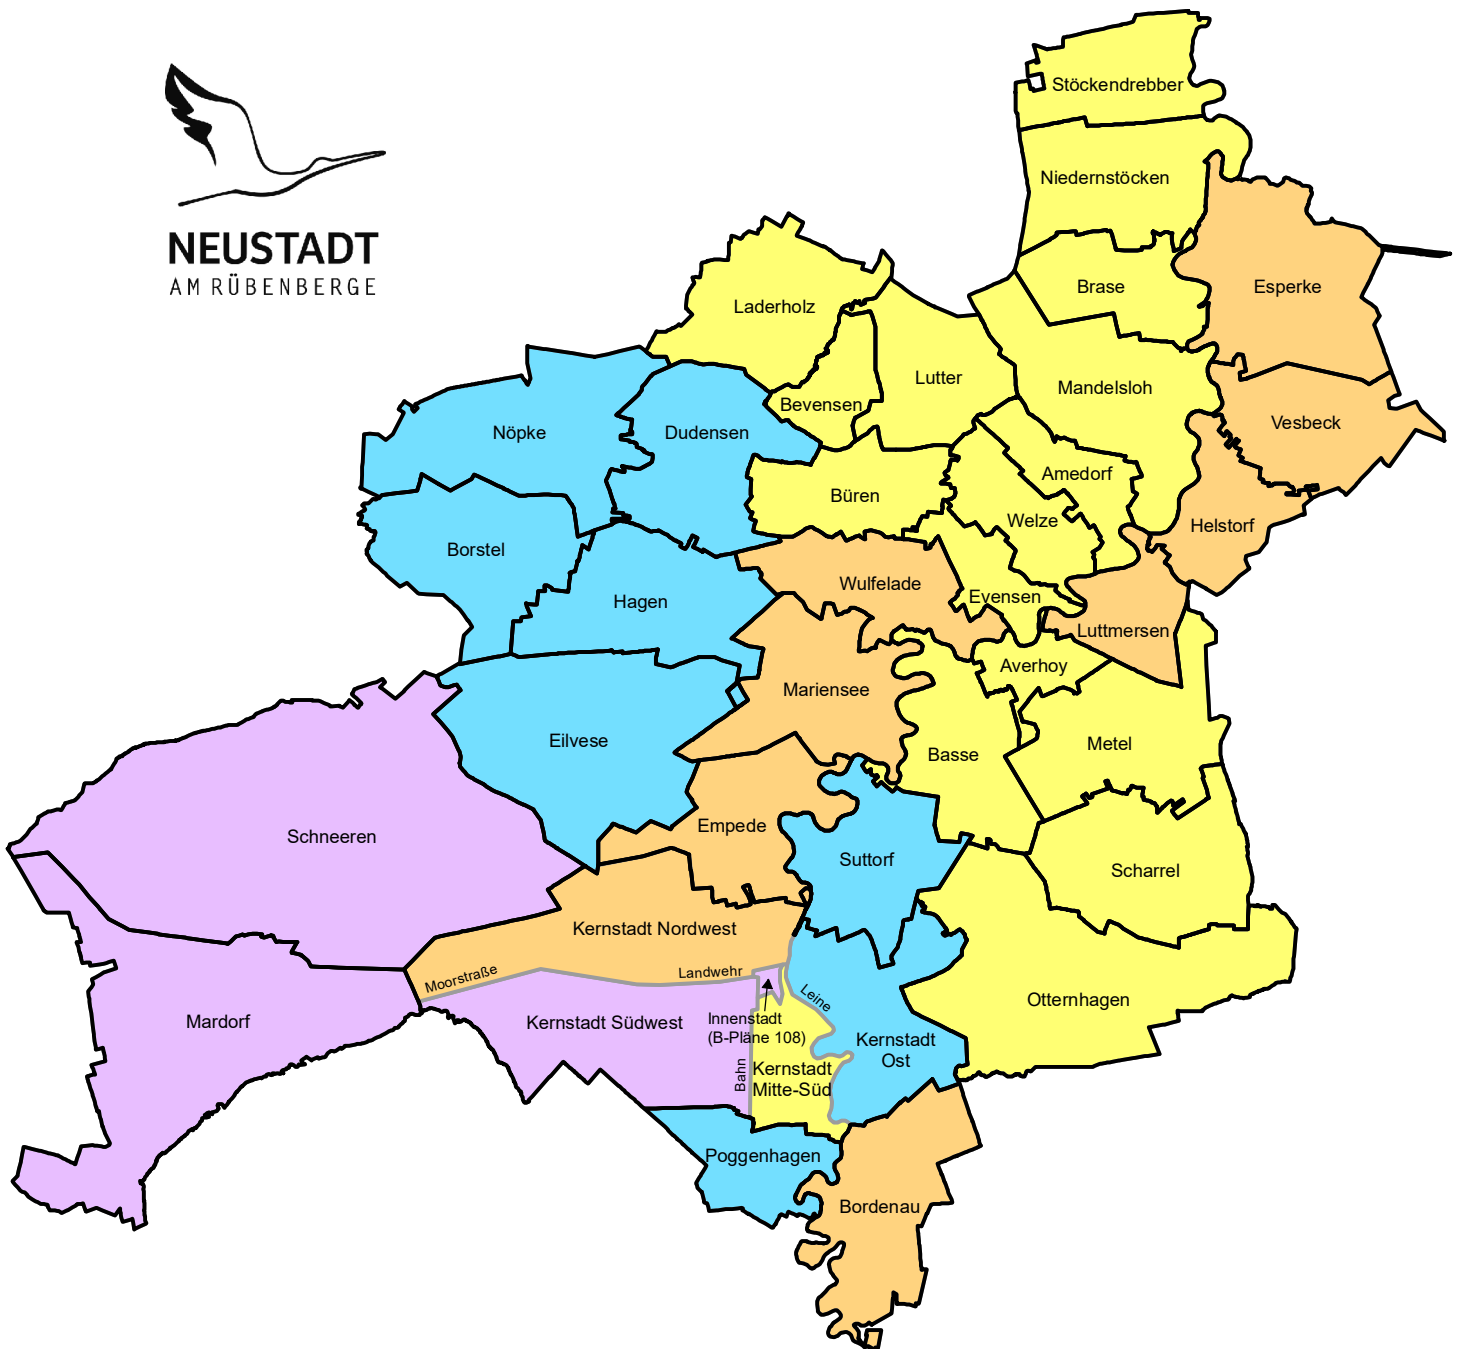 NEUSTADT
AM RÜBENBERGE
Stöckendrebber
Niedernstöcken
Brase
Esperke
Laderholz
Lutter
Mandelsloh
Bevensen
Vesbeck
Nöpke
Dudensen
Amedorf
Büren
Welze
Helstorf
Borstel
Hagen
Wulfelade
Evensen
Luttmersen
Averhoy
Mariensee
Eilvese
Basse
Metel
Schneeren
Empede
Suttorf
Scharrel
Kernstadt Nordwest
Moorstraße
Landwehr
Leine
Otternhagen
Mardorf
Kernstadt Südwest
Innenstadt
(B-Pläne 108)
Kernstadt
Ost
Bahn
Kernstadt
Mitte-Süd
Poggenhagen
Bordenau